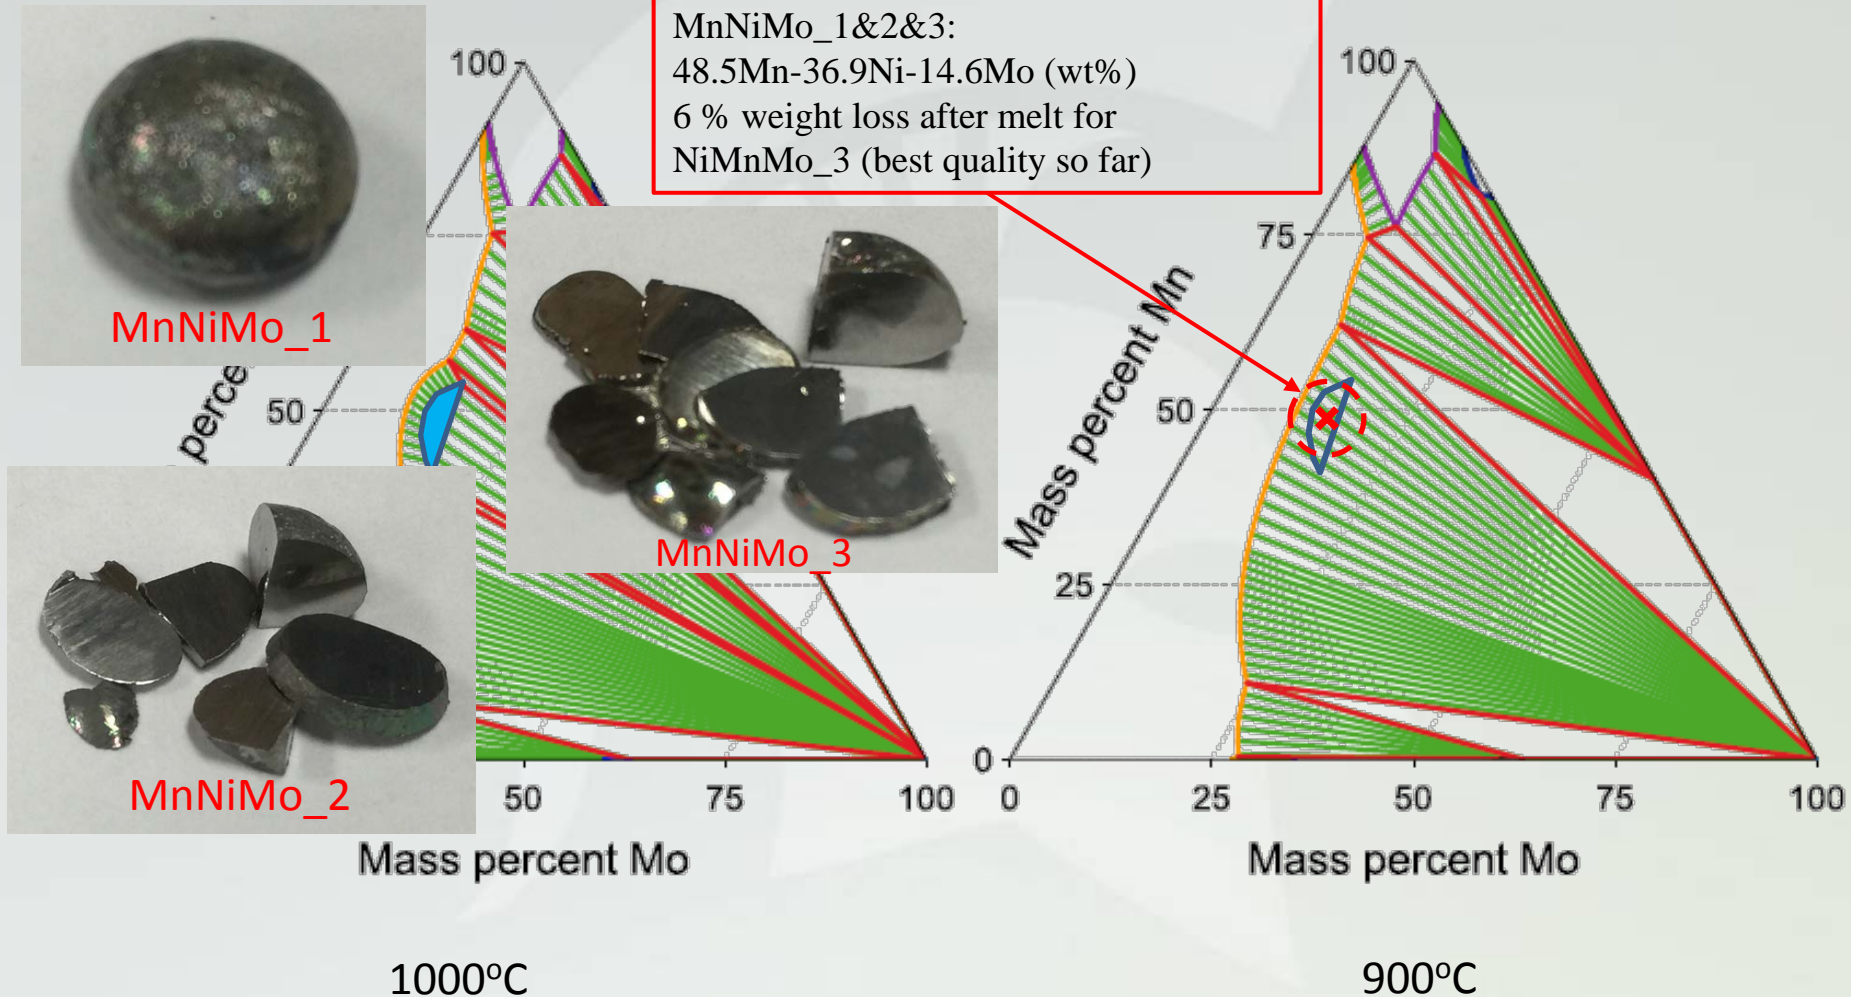 MnNiMo_1&2&3:
48.5Mn-36.9Ni-14.6Mo (wt%)
6 % weight loss after melt for
NiMnMo_3 (best quality so far)
MnNiMo_1
MnNiMo_2
MnNiMo_3
100
50
perce
percent
50
75
100
Mass percent Mo
1000°C
100
75
50
25
0
Mass percent Mn
0
25
50
75
100
Mass percent Mo
900°C